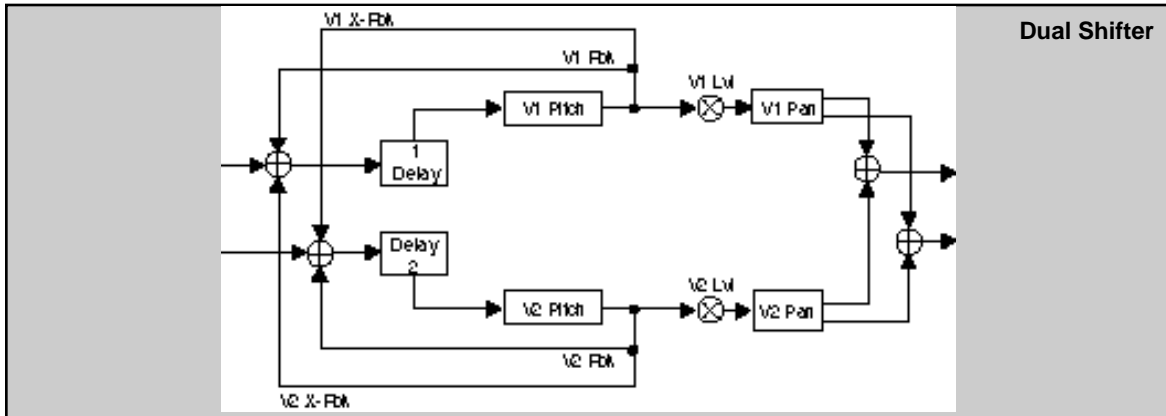 Dual Shifter
V1 X-Fbk
V1 Fbk
V1 Lvl
V1 Pitch
V1 Pan
1
Delay
Delay
2
V2 Lvl
V2 Pitch
V2 Pan
V2 Fbk
V2 X-Fbk